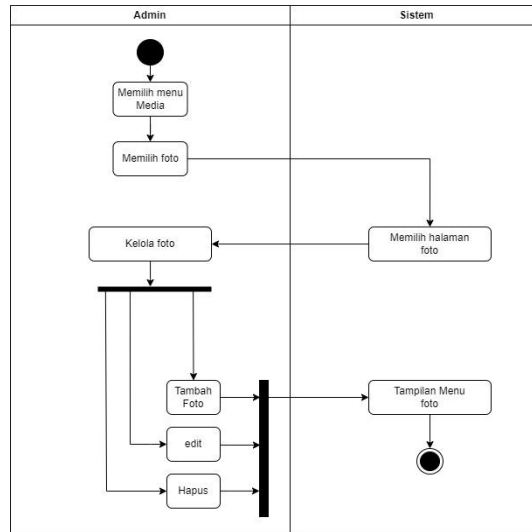 Admin
Sistem
Memilih menu
Media
Memilih foto
Kelola foto
Memilih halaman
foto
Tambah
Foto
Tampilan Menu
foto
edit
Hapus